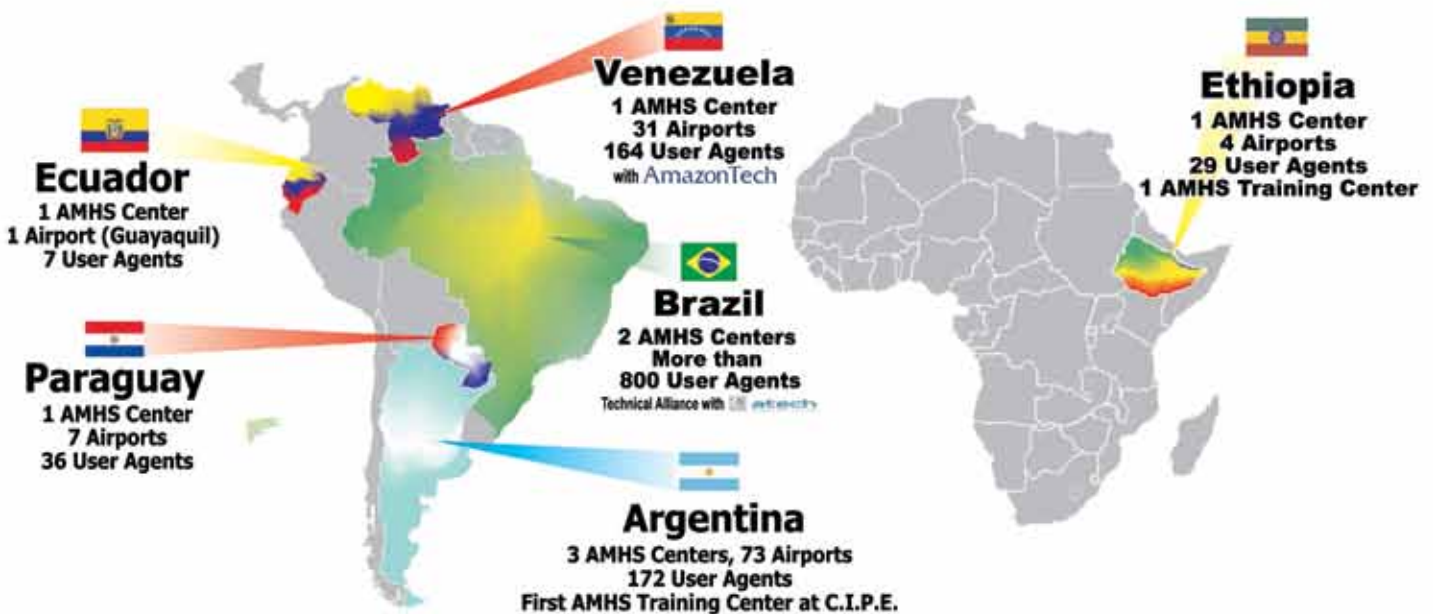 Venezuela
1 AMHS Center
31 Airports
164 User Agents
with AmazonTech
Ethiopia
1 AMHS Center
4 Airports
29 User Agents
1 AMHS Training Center
Ecuador
1 AMHS Center
1 Airport (Guayaquil)
7 User Agents
Brazil
2 AMHS Centers
More than
800 User Agents
Technical Alliance with atech
Paraguay
1 AMHS Center
7 Airports
36 User Agents
Argentina
3 AMHS Centers, 73 Airports
172 User Agents
First AMHS Training Center at C.I.P.E.